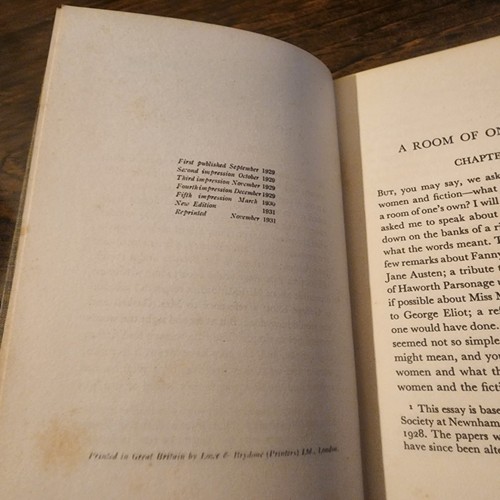 First published September 1929
Second impression October 1929
Third impression November 1929
Fourth impression December 1929
Fifth impression March 1930
New Edition 1931
Reprinted November 1931
Printed in Great Britain by Lowe & Brydone (Printers) Ltd., London
A ROOM OF
CHAPTE
BUT, you may say, we ask
women and fiction—what
a room of one's own? I will
asked me to speak about
down on the banks of a ri
what the words meant. T
few remarks about Fanny
Jane Austen; a tribute
of Haworth Parsonage
if possible about Miss M
to George Eliot; a re
one would have done.
seemed not so simple
might mean, and you
women and what th
women and the ficti
¹ This essay is base
Society at Newnham
1928. The papers w
have since been alte